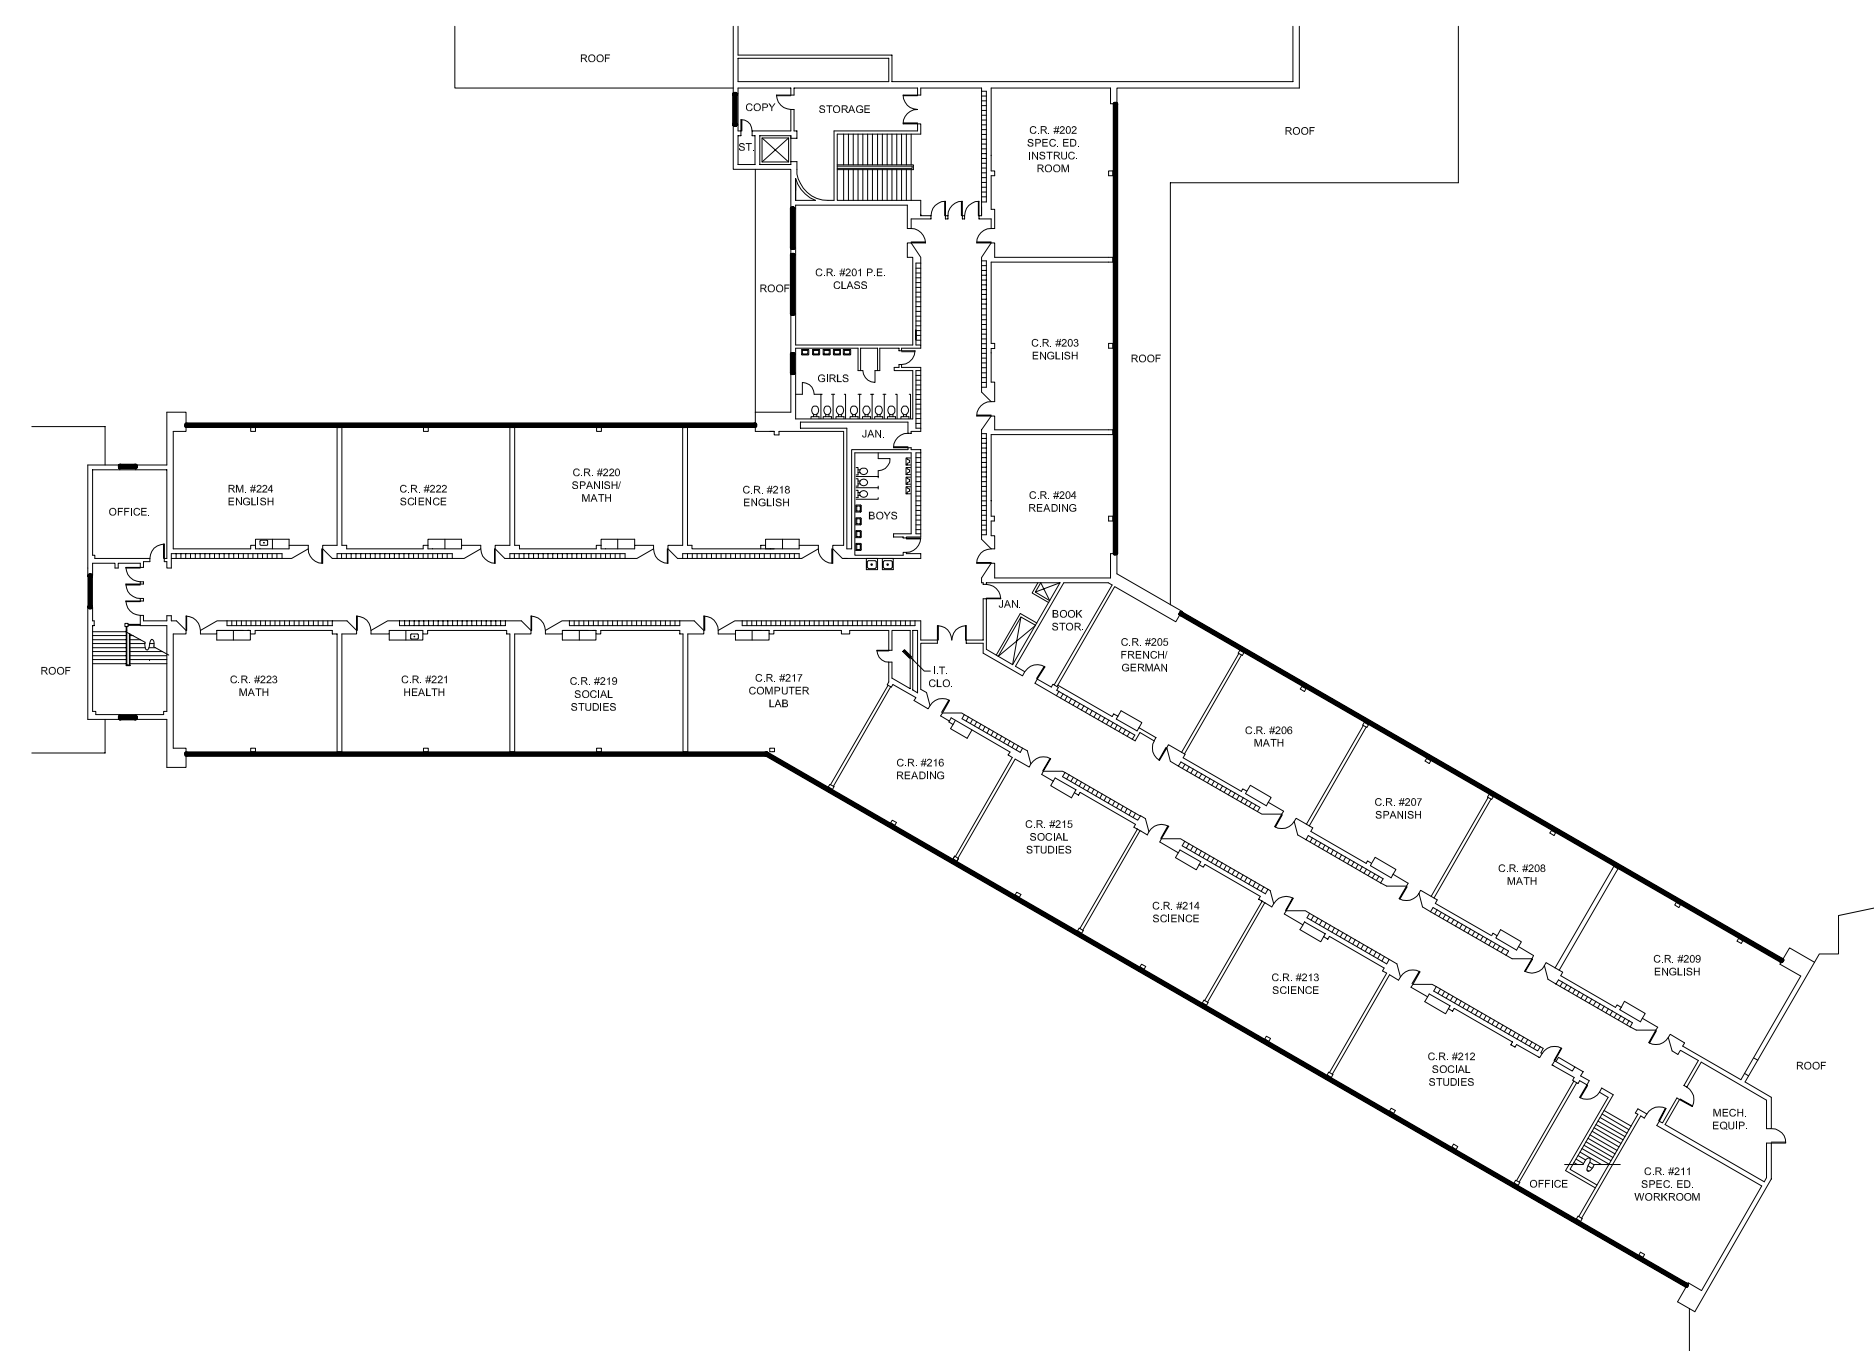 ROOF
COPY
STORAGE
ST.
C.R. #202
SPEC. ED.
INSTRUC.
ROOM
ROOF
C.R. #201 P.E.
CLASS
ROOF
C.R. #203
ENGLISH
ROOF
GIRLS
JAN.
RM. #224
ENGLISH
C.R. #222
SCIENCE
C.R. #220
SPANISH/
MATH
C.R. #218
ENGLISH
C.R. #204
READING
OFFICE.
BOYS
JAN.
BOOK
STOR.
C.R. #205
FRENCH/
GERMAN
ROOF
C.R. #223
MATH
C.R. #221
HEALTH
C.R. #219
SOCIAL
STUDIES
C.R. #217
COMPUTER
LAB
I.T.
CLO.
C.R. #206
MATH
C.R. #216
READING
C.R. #207
SPANISH
C.R. #215
SOCIAL
STUDIES
C.R. #208
MATH
C.R. #214
SCIENCE
C.R. #209
ENGLISH
C.R. #213
SCIENCE
C.R. #212
SOCIAL
STUDIES
ROOF
MECH.
EQUIP.
OFFICE
C.R. #211
SPEC. ED.
WORKROOM